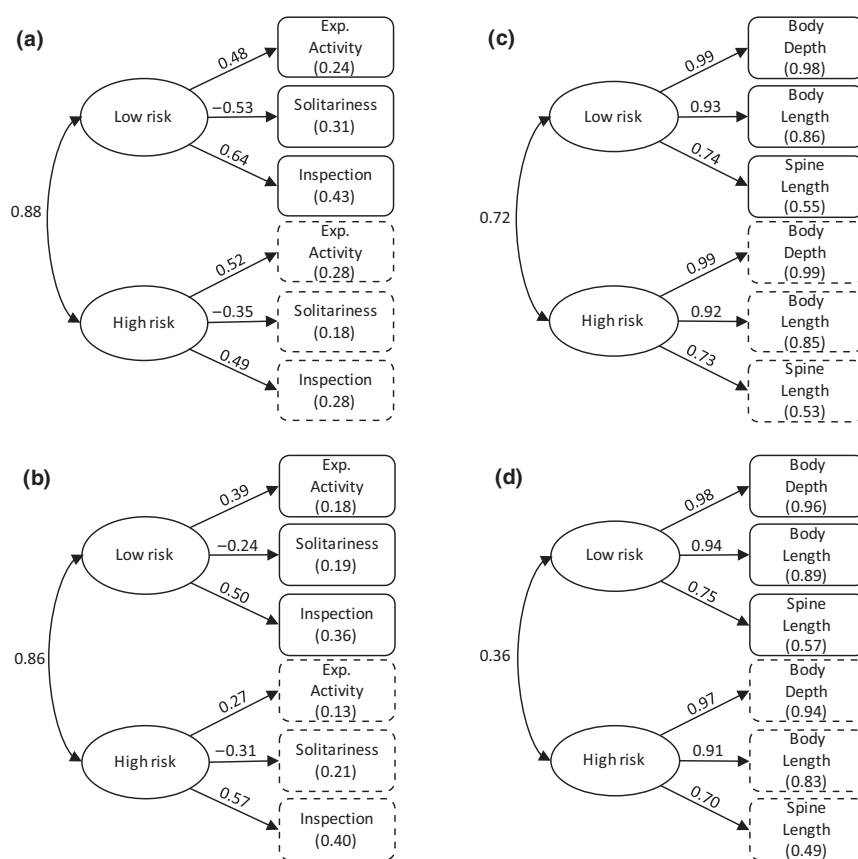 (a)
Exp.
Activity
(0.24)
0.48
Low risk
−0.53
Solitariness
(0.31)
0.64
Inspection
(0.43)
0.88
Exp.
Activity
(0.28)
0.52
High risk
−0.35
Solitariness
(0.18)
0.49
Inspection
(0.28)
(b)
Exp.
Activity
(0.18)
0.39
Low risk
−0.24
Solitariness
(0.19)
0.50
Inspection
(0.36)
0.86
Exp.
Activity
(0.13)
0.27
High risk
−0.31
Solitariness
(0.21)
0.57
Inspection
(0.40)
(c)
Body
Depth
(0.98)
0.99
Low risk
0.93
Body
Length
(0.86)
0.74
Spine
Length
(0.55)
0.72
Body
Depth
(0.99)
0.99
High risk
0.92
Body
Length
(0.85)
0.73
Spine
Length
(0.53)
(d)
Body
Depth
(0.96)
0.98
Low risk
0.94
Body
Length
(0.89)
0.75
Spine
Length
(0.57)
0.36
Body
Depth
(0.94)
0.97
High risk
0.91
Body
Length
(0.83)
0.70
Spine
Length
(0.49)